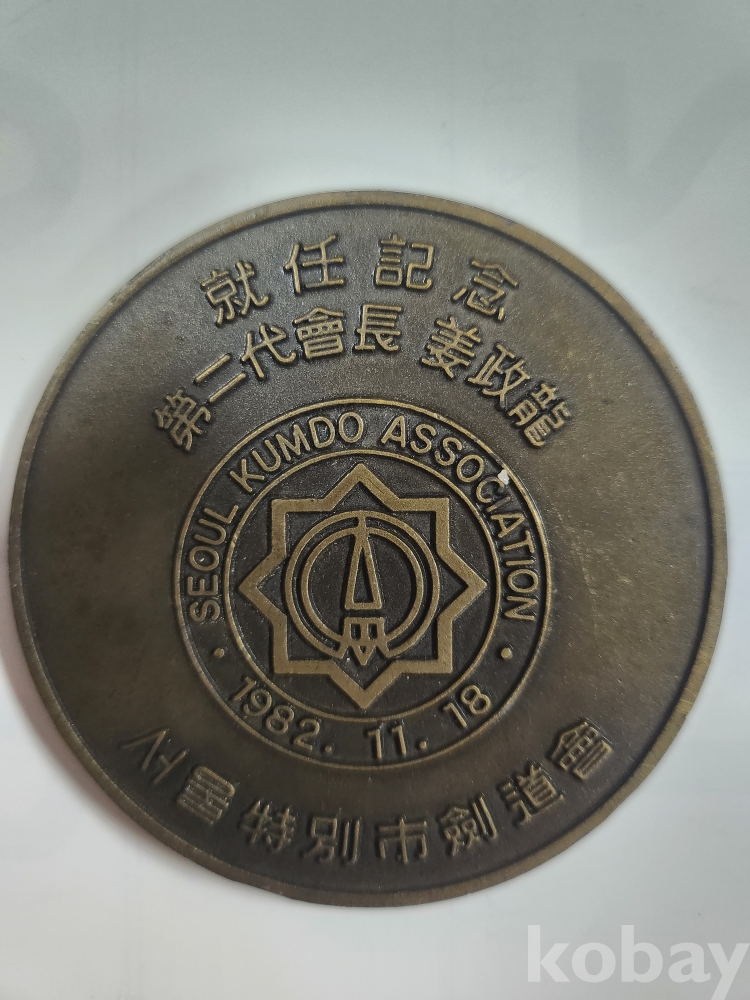 就任記念
第二代會長 姜政龍
SEOUL KUMDO ASSOCIATION
· 1982. 11. 18 ·
서울特別市劍道會
kobay